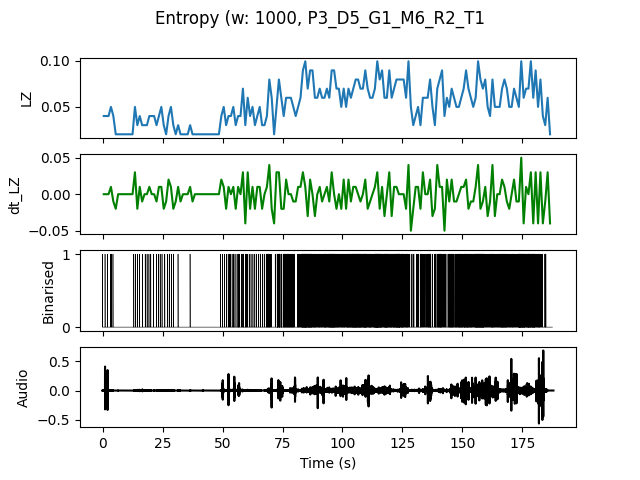 Entropy (w: 1000, P3_D5_G1_M6_R2_T1
0.10
0.05
LZ
0.05
0.00
−0.05
dt_LZ
1
0
Binarised
0.5
0.0
−0.5
Audio
0 25 50 75 100 125 150 175
Time (s)